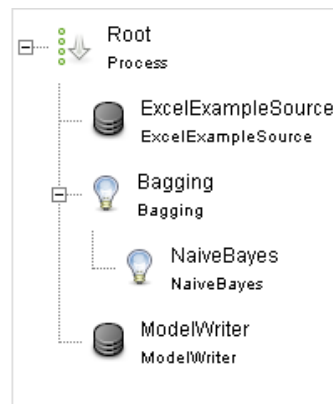 Root
Process
ExcelExampleSource
ExcelExampleSource
Bagging
Bagging
NaiveBayes
NaiveBayes
ModelWriter
ModelWriter